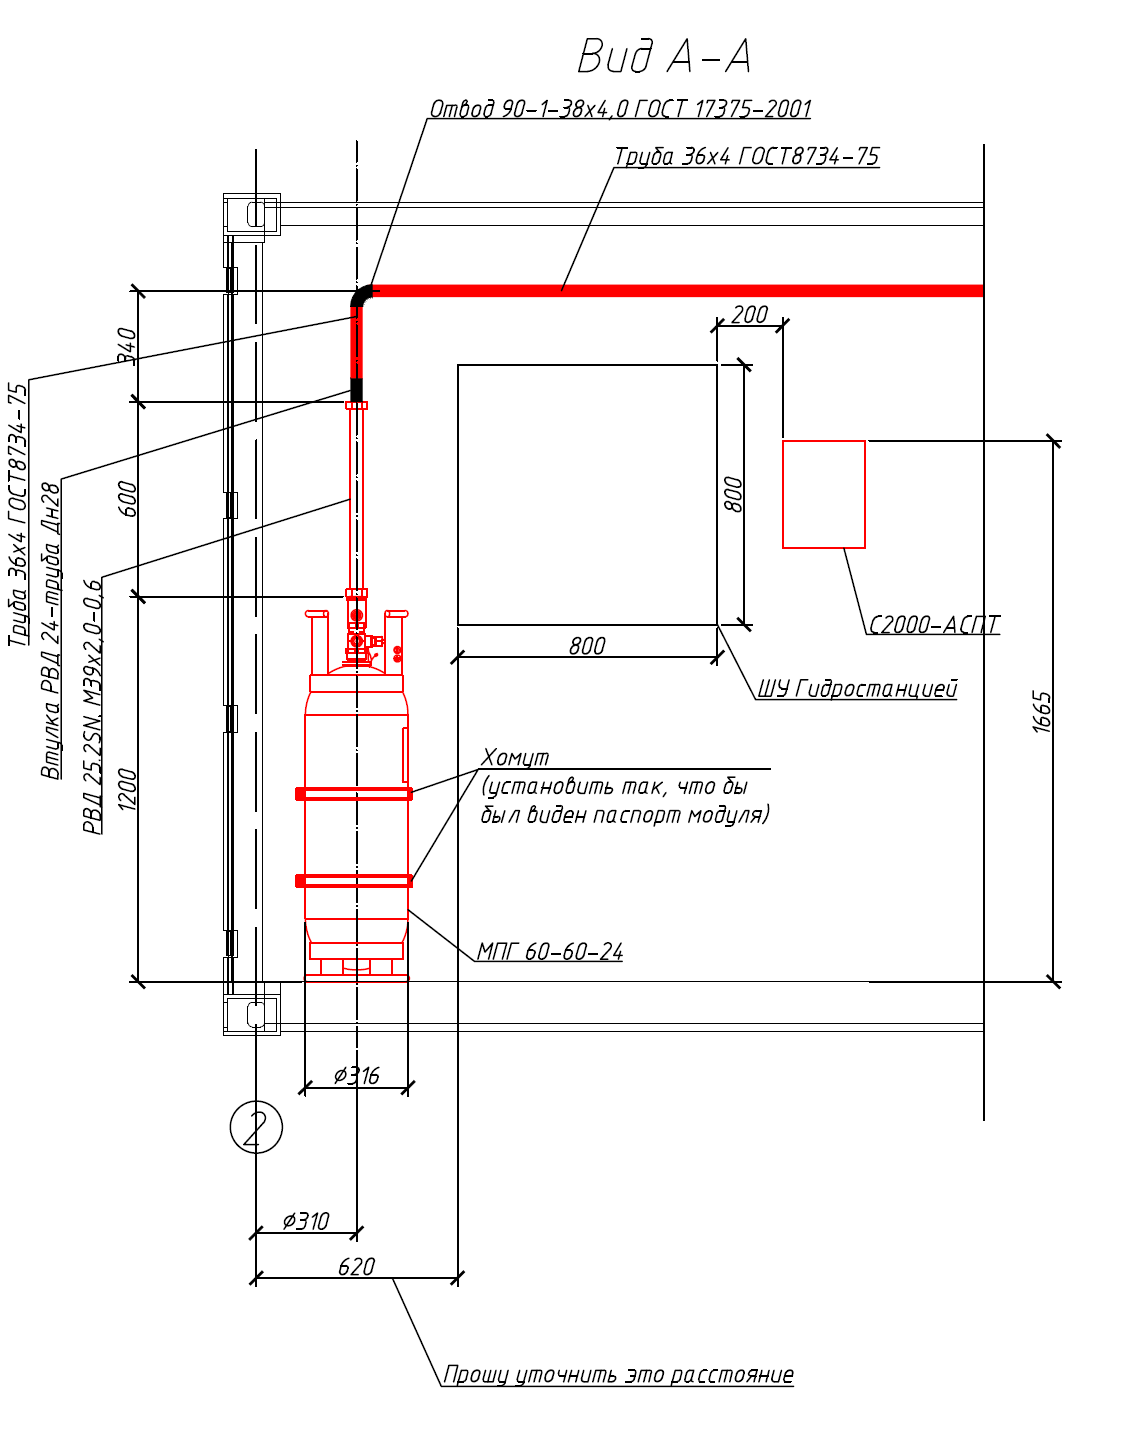 Вид А-А
Отвод 90-1-38х4,0 ГОСТ 17375-2001
Труба 36х4 ГОСТ8734-75
200
340
Труба 36х4 ГОСТ8734-75
600
800
Втулка РВД 24-труба Дн28
РВД 25.2SN. М39х2,0-0,6
С2000-АСПТ
800
ШУ Гидростанцией
1665
1200
Хомут
(установить так, что бы
был виден паспорт модуля)
МПГ 60-60-24
ϕ316
2
ϕ310
620
Прошу уточнить это расстояние